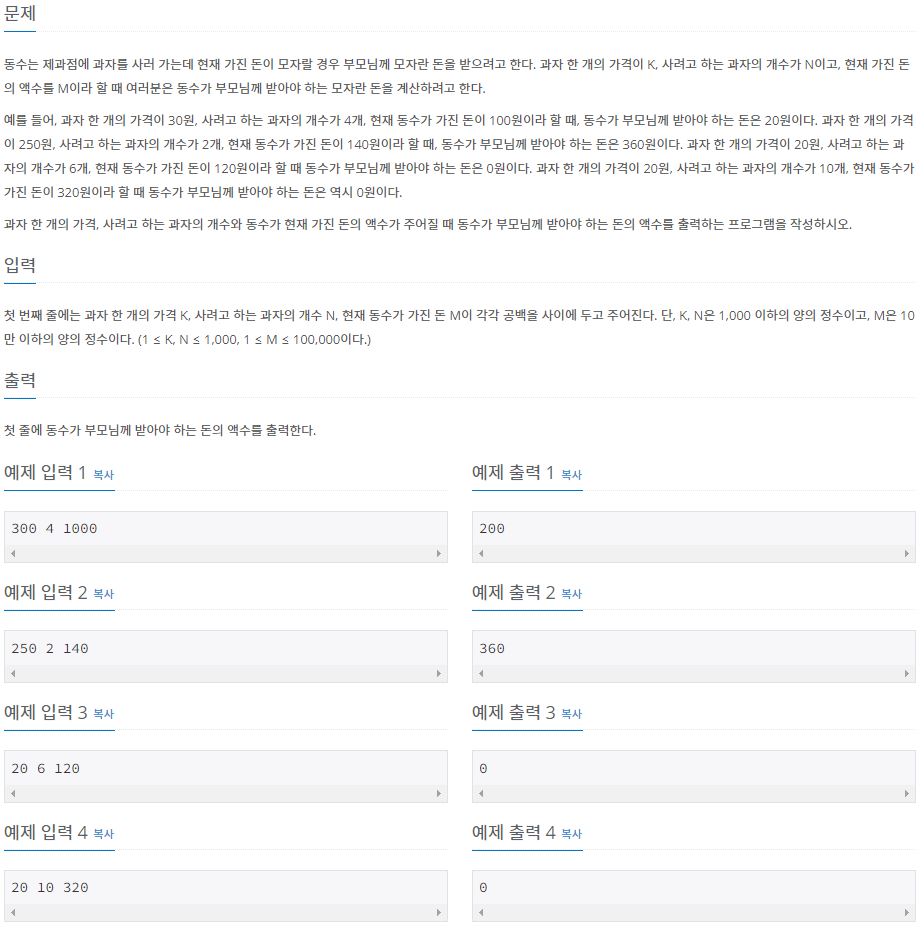 문제
동수는 제과점에 과자를 사러 가는데 현재 가진 돈이 모자랄 경우 부모님께 모자란 돈을 받으려고 한다. 과자 한 개의 가격이 K, 사려고 하는 과자의 개수가 N이고, 현재 가진 돈
의 액수를 M이라 할 때 여러분은 동수가 부모님께 받아야 하는 모자란 돈을 계산하려고 한다.
예를 들어, 과자 한 개의 가격이 30원, 사려고 하는 과자의 개수가 4개, 현재 동수가 가진 돈이 100원이라 할 때, 동수가 부모님께 받아야 하는 돈은 20원이다. 과자 한 개의 가격
이 250원, 사려고 하는 과자의 개수가 2개, 현재 동수가 가진 돈이 140원이라 할 때, 동수가 부모님께 받아야 하는 돈은 360원이다. 과자 한 개의 가격이 20원, 사려고 하는 과
자의 개수가 6개, 현재 동수가 가진 돈이 120원이라 할 때 동수가 부모님께 받아야 하는 돈은 0원이다. 과자 한 개의 가격이 20원, 사려고 하는 과자의 개수가 10개, 현재 동수가
가진 돈이 320원이라 할 때 동수가 부모님께 받아야 하는 돈은 역시 0원이다.
과자 한 개의 가격, 사려고 하는 과자의 개수와 동수가 현재 가진 돈의 액수가 주어질 때 동수가 부모님께 받아야 하는 돈의 액수를 출력하는 프로그램을 작성하시오.
입력
첫 번째 줄에는 과자 한 개의 가격 K, 사려고 하는 과자의 개수 N, 현재 동수가 가진 돈 M이 각각 공백을 사이에 두고 주어진다. 단, K, N은 1,000 이하의 양의 정수이고, M은 10
만 이하의 양의 정수이다. (1 ≤ K, N ≤ 1,000, 1 ≤ M ≤ 100,000이다.)
출력
첫 줄에 동수가 부모님께 받아야 하는 돈의 액수를 출력한다.
예제 입력 1 복사
300 4 1000
예제 출력 1 복사
200
예제 입력 2 복사
250 2 140
예제 출력 2 복사
360
예제 입력 3 복사
20 6 120
예제 출력 3 복사
0
예제 입력 4 복사
20 10 320
예제 출력 4 복사
0